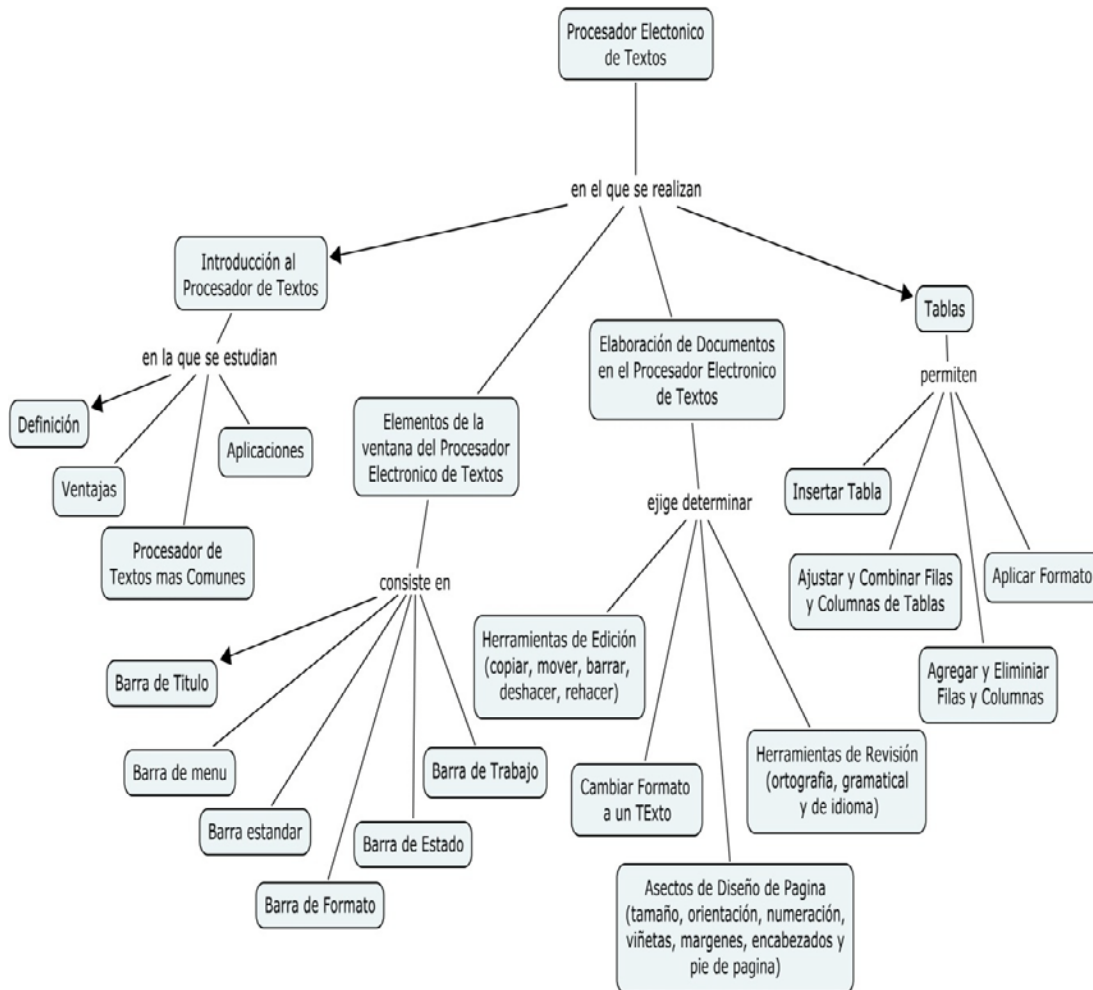 Procesador Electonico
de Textos
en el que se realizan
Introducción al
Procesador de Textos
en la que se estudian
Definición
Ventajas
Procesador de
Textos mas Comunes
Aplicaciones
Elementos de la
ventana del Procesador
Electronico de Textos
consiste en
Barra de Titulo
Barra de menu
Barra estandar
Barra de Formato
Barra de Estado
Barra de Trabajo
Elaboración de Documentos
en el Procesador Electronico
de Textos
ejige determinar
Herramientas de Edición
(copiar, mover, barrar,
deshacer, rehacer)
Cambiar Formato
a un TExto
Asectos de Diseño de Pagina
(tamaño, orientación, numeración,
viñetas, margenes, encabezados y
pie de pagina)
Herramientas de Revisión
(ortografia, gramatical
y de idioma)
Tablas
permiten
Insertar Tabla
Ajustar y Combinar Filas
y Columnas de Tablas
Agregar y Eliminiar
Filas y Columnas
Aplicar Formato